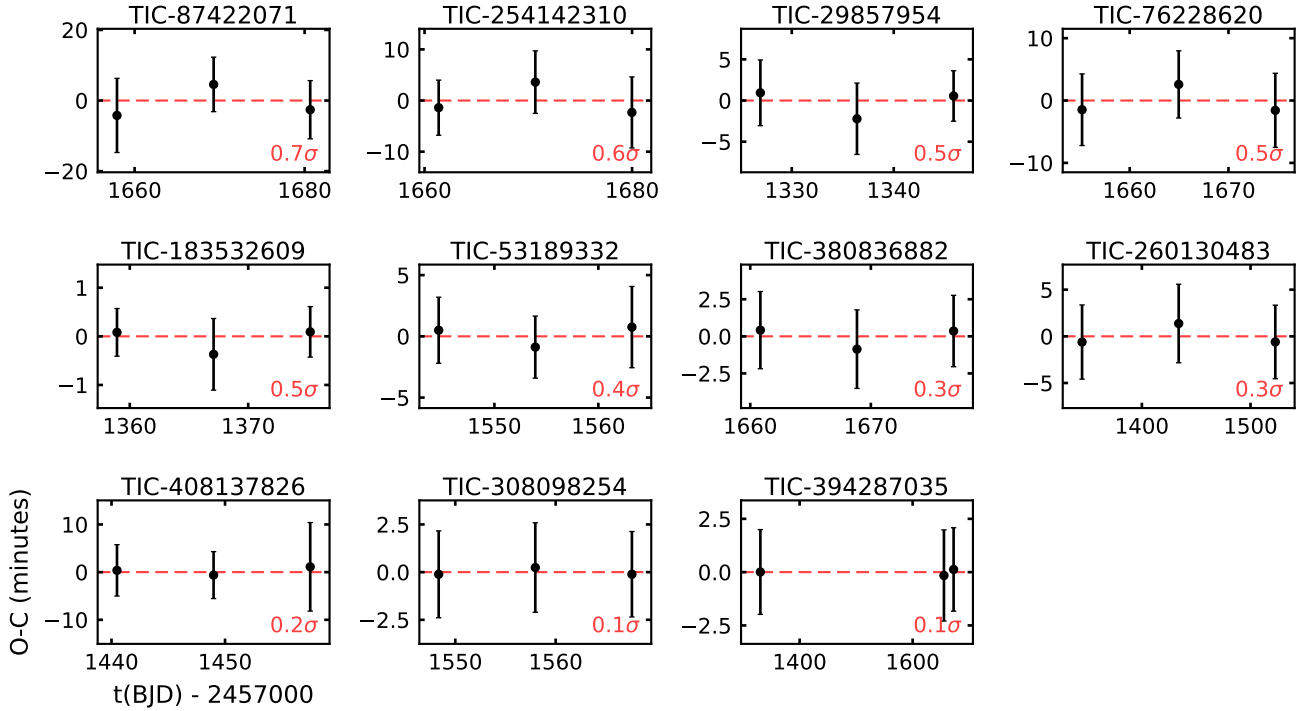 TIC-87422071
20
0
−20
0.7σ
1660
1680
TIC-254142310
10
0
−10
0.6σ
1660
1680
TIC-29857954
5
0
−5
0.5σ
1330
1340
TIC-76228620
10
0
−10
0.5σ
1660
1670
TIC-183532609
1
0
−1
0.5σ
1360
1370
TIC-53189332
5
0
−5
0.4σ
1550
1560
TIC-380836882
2.5
0.0
−2.5
0.3σ
1660
1670
TIC-260130483
5
0
−5
0.3σ
1400
1500
TIC-408137826
10
0
−10
0.2σ
1440
1450
O-C (minutes)
t(BJD) - 2457000
TIC-308098254
2.5
0.0
−2.5
0.1σ
1550
1560
TIC-394287035
2.5
0.0
−2.5
0.1σ
1400
1600